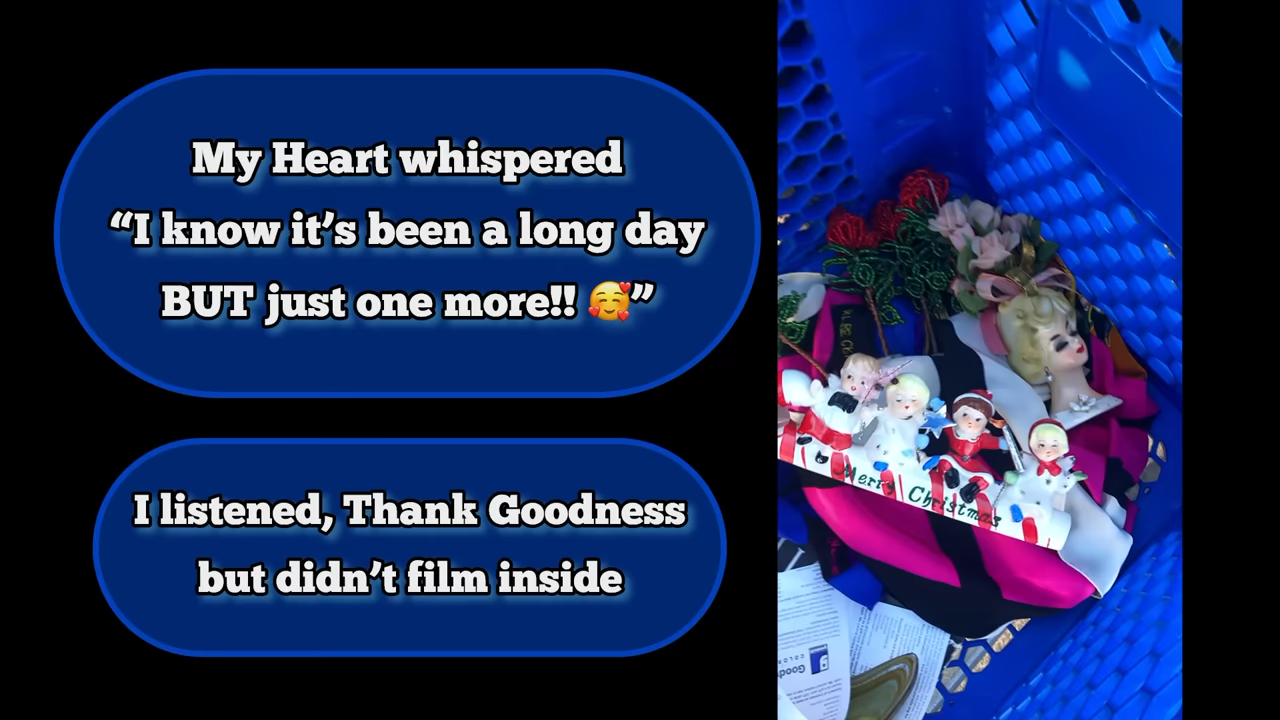 My Heart whispered
“I know it’s been a long day
BUT just one more!! 🥰”
I listened, Thank Goodness
but didn’t film inside
Merry Christmas